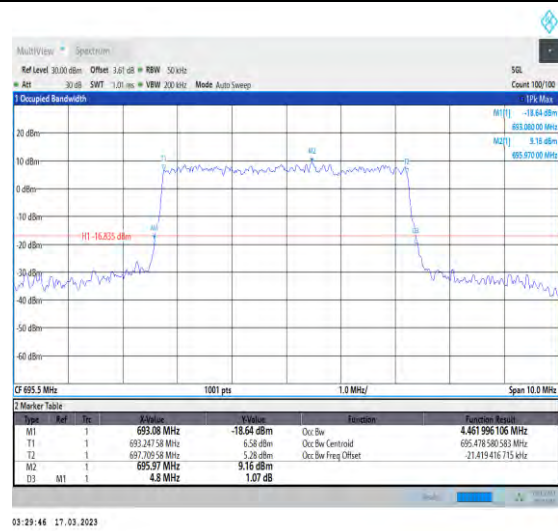 MultiView Spectrum
Ref Level 30.00 dBm Offset 3.61 dB RBW 50 kHz SGL
Att 30 dB SWT 1.01 ms VBW 200 kHz Mode Auto Sweep Count 100/100
1 Occupied Bandwidth 1Pk Max
M1[1] -18.64 dBm
693.080 00 MHz
M2[1] 9.16 dBm
695.970 00 MHz
20 dBm
M2
T1 T2
10 dBm
0 dBm
-10 dBm
M1 D3
H1 -16.835 dBm
-20 dBm
-30 dBm
-40 dBm
-50 dBm
-60 dBm
CF 695.5 MHz 1001 pts 1.0 MHz/ Span 10.0 MHz
2 Marker Table
Type Ref Trc X-Value Y-Value Function Function Result
M1 1 693.08 MHz -18.64 dBm Occ Bw 4.461 996 106 MHz
T1 1 693.247 58 MHz 6.58 dBm Occ Bw Centroid 695.478 580 583 MHz
T2 1 697.709 58 MHz 5.28 dBm Occ Bw Freq Offset -21.419 416 715 kHz
M2 1 695.97 MHz 9.16 dBm
D3 M1 1 4.8 MHz 1.07 dB
Ready
03:29:46 17.03.2023